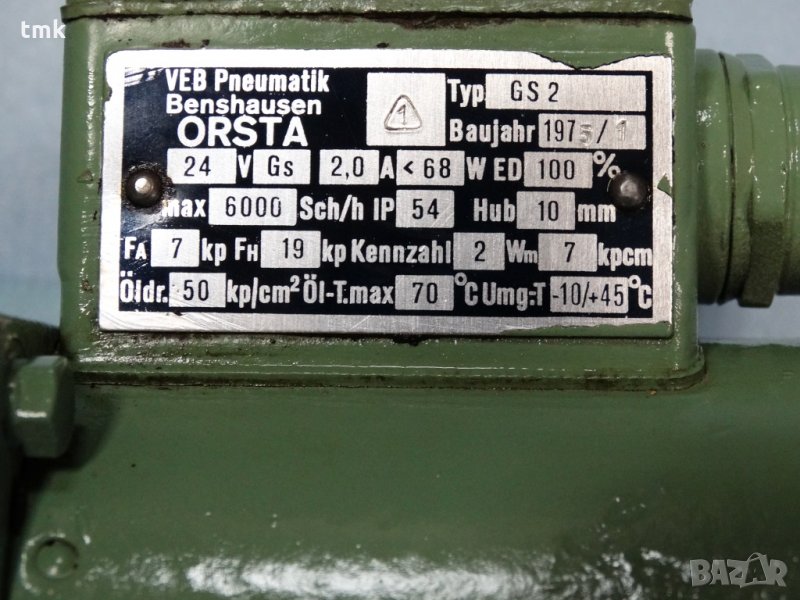 tmk
VEB Pneumatik
Benshausen
ORSTA
1
Typ GS 2
Baujahr 1975/1
24 V Gs 2,0 A < 68 W ED 100 %
max 6000 Sch/h IP 54 Hub 10 mm
FA 7 kp FH 19 kp Kennzahl 2 Wm 7 kpcm
Öldr. 50 kp/cm² Öl-T.max 70 °C Umg.-T -10/+45 °C
BAZAR